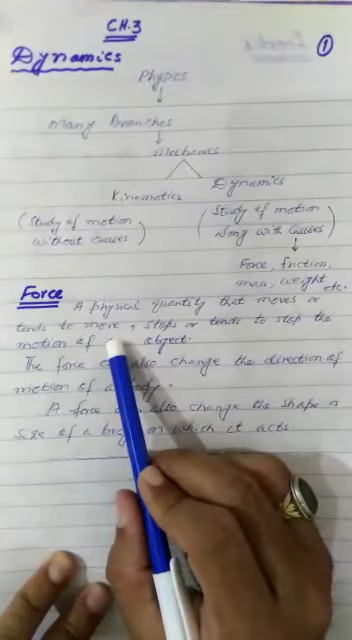 CH.3
Dynamics
1
Physics
Many Branches
Mechanics
Kinematics
Dynamics
(Study of motion
without causes)
(Study of motion
along with causes)
Force, friction,
mass, weight etc.
Force
A physical quantity that moves or
tends to move, stops or tends to stop the
motion of object.
The force also change the direction of
motion of a body.
A force also change the shape or
size of a on which it acts